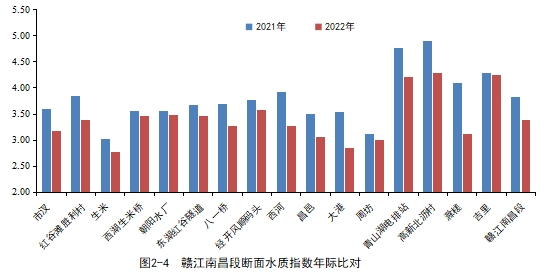 5.50
2021年
2022年
5.00
4.50
4.00
3.50
3.00
2.50
2.00
市汊
红谷滩胜利村
生米
西湖生米桥
朝阳水厂
东湖红谷隧道
八一桥
经开风顺码头
西河
昌邑
大港
周坊
青山湖电排站
高新北沥村
滁槎
吉里
赣江南昌段
图2-4 赣江南昌段断面水质指数年际比对